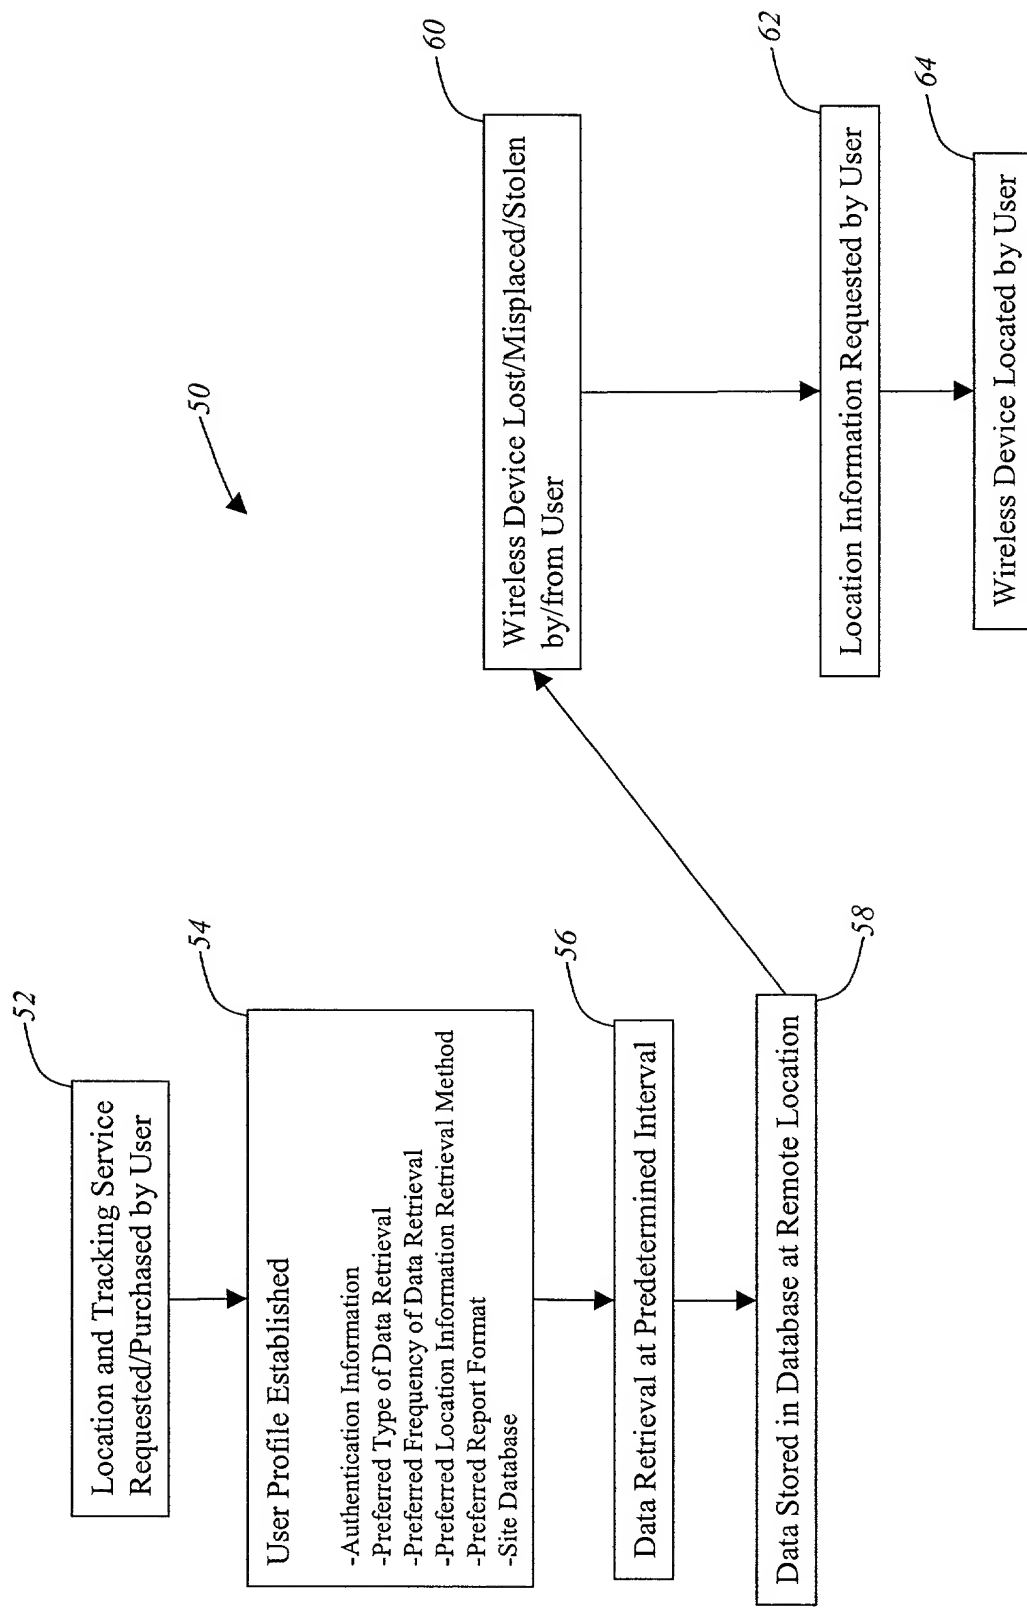 50
52
Location and Tracking Service
Requested/Purchased by User
54
User Profile Established
-Authentication Information
-Preferred Type of Data Retrieval
-Preferred Frequency of Data Retrieval
-Preferred Location Information Retrieval Method
-Preferred Report Format
-Site Database
56
Data Retrieval at Predetermined Interval
58
Data Stored in Database at Remote Location
60
Wireless Device Lost/Misplaced/Stolen
by/from User
62
Location Information Requested by User
64
Wireless Device Located by User